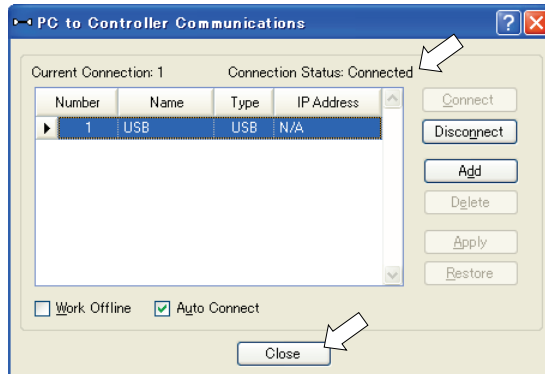 PC to Controller Communications
Current Connection: 1 Connection Status: Connected
Number Name Type IP Address
1 USB USB N/A
Connect
Disconnect
Add
Delete
Apply
Restore
Work Offline Auto Connect
Close